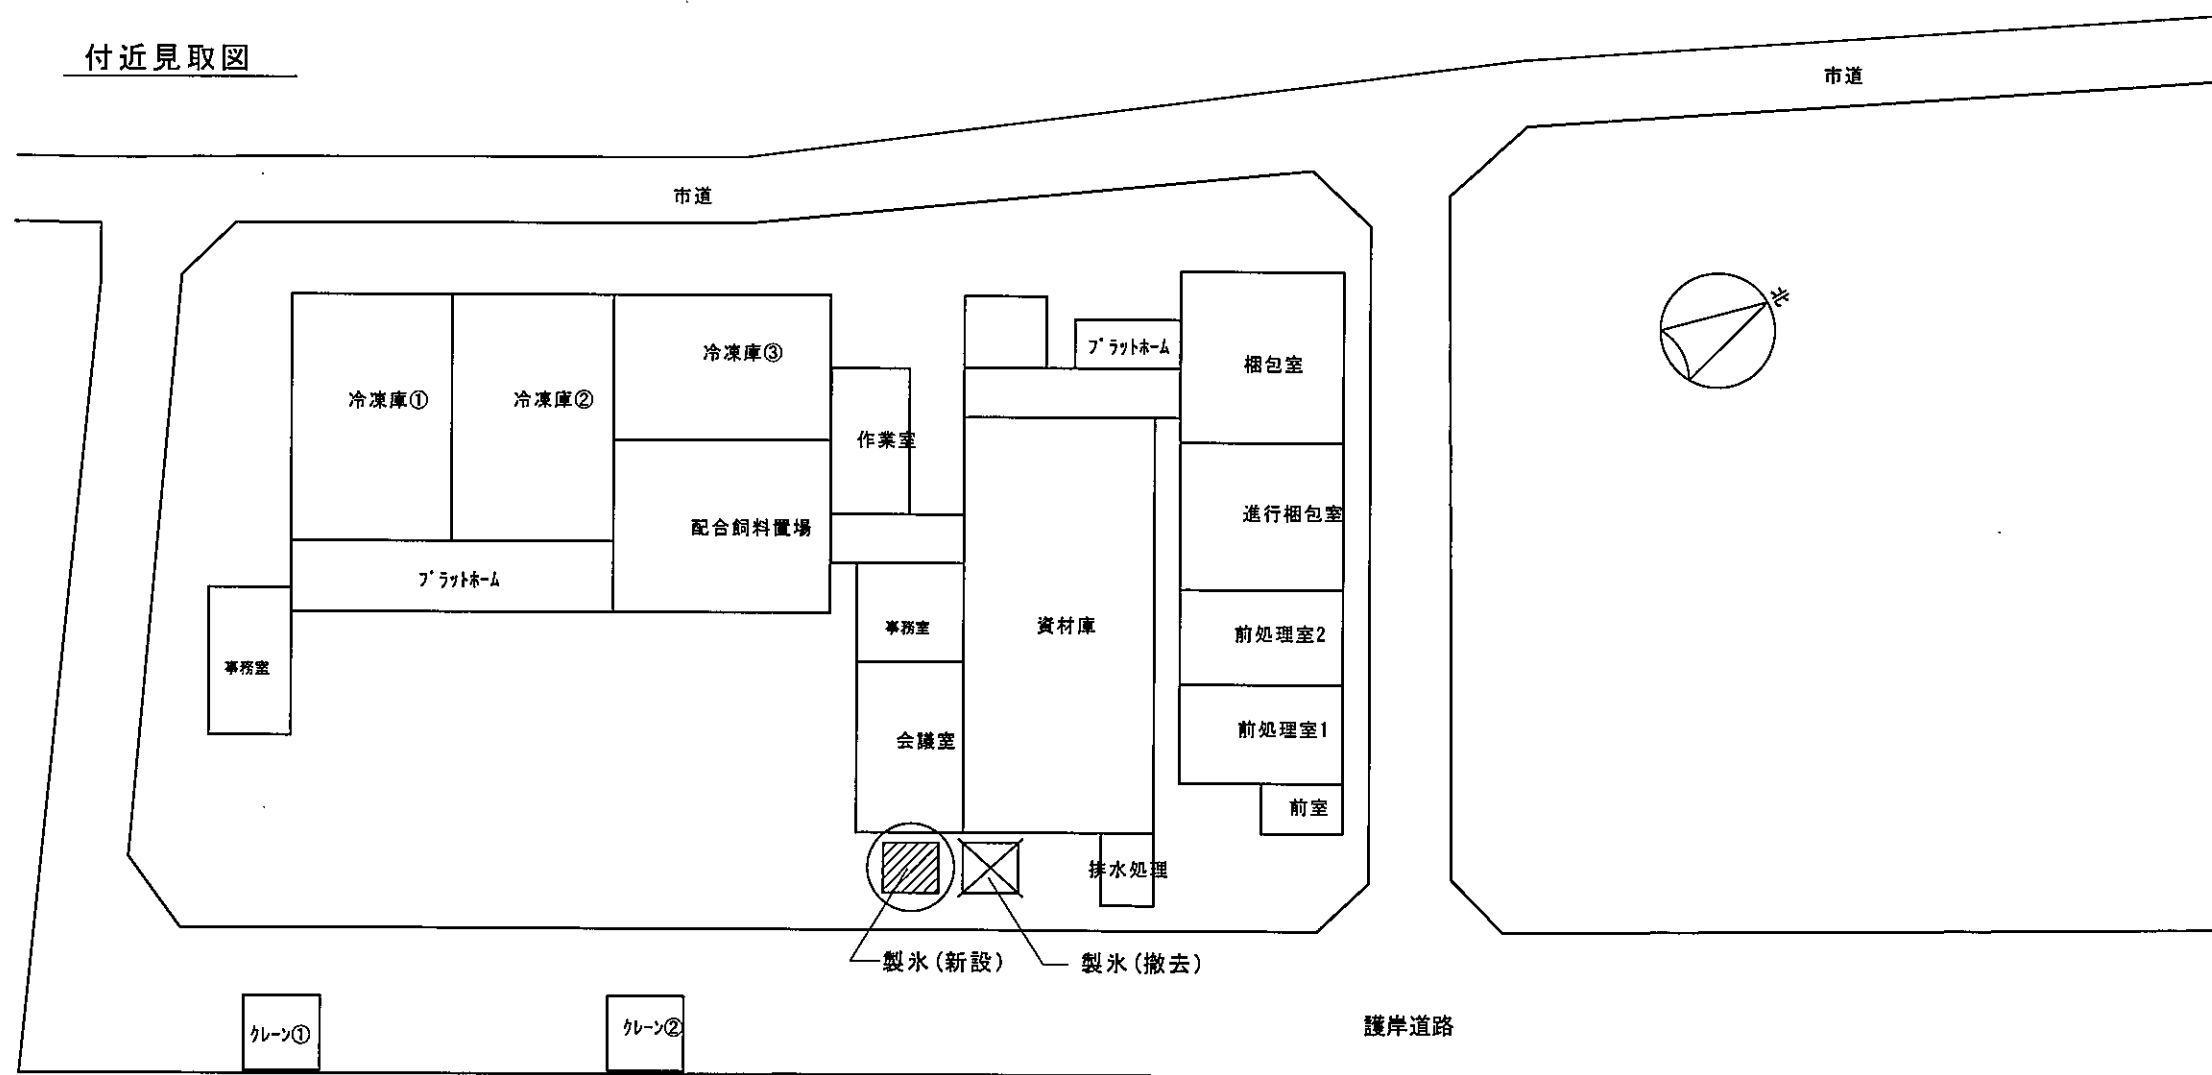 付近見取図
市道
市道
北
冷凍庫①
冷凍庫②
冷凍庫③
プラットホーム
梱包室
作業室
配合飼料置場
進行梱包室
プラットホーム
事務室
資材庫
前処理室2
事務室
会議室
前処理室1
前室
排水処理
製氷(新設)
製氷(撤去)
クレーン①
クレーン②
護岸道路